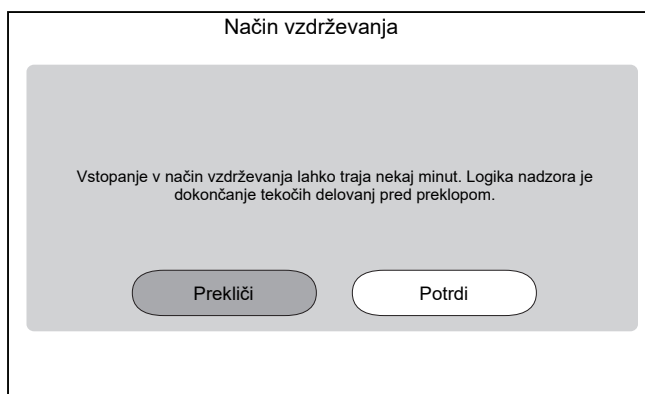 Način vzdrževanja
Vstopanje v način vzdrževanja lahko traja nekaj minut. Logika nadzora je
dokončanje tekočih delovanj pred preklopom.
Prekliči
Potrdi